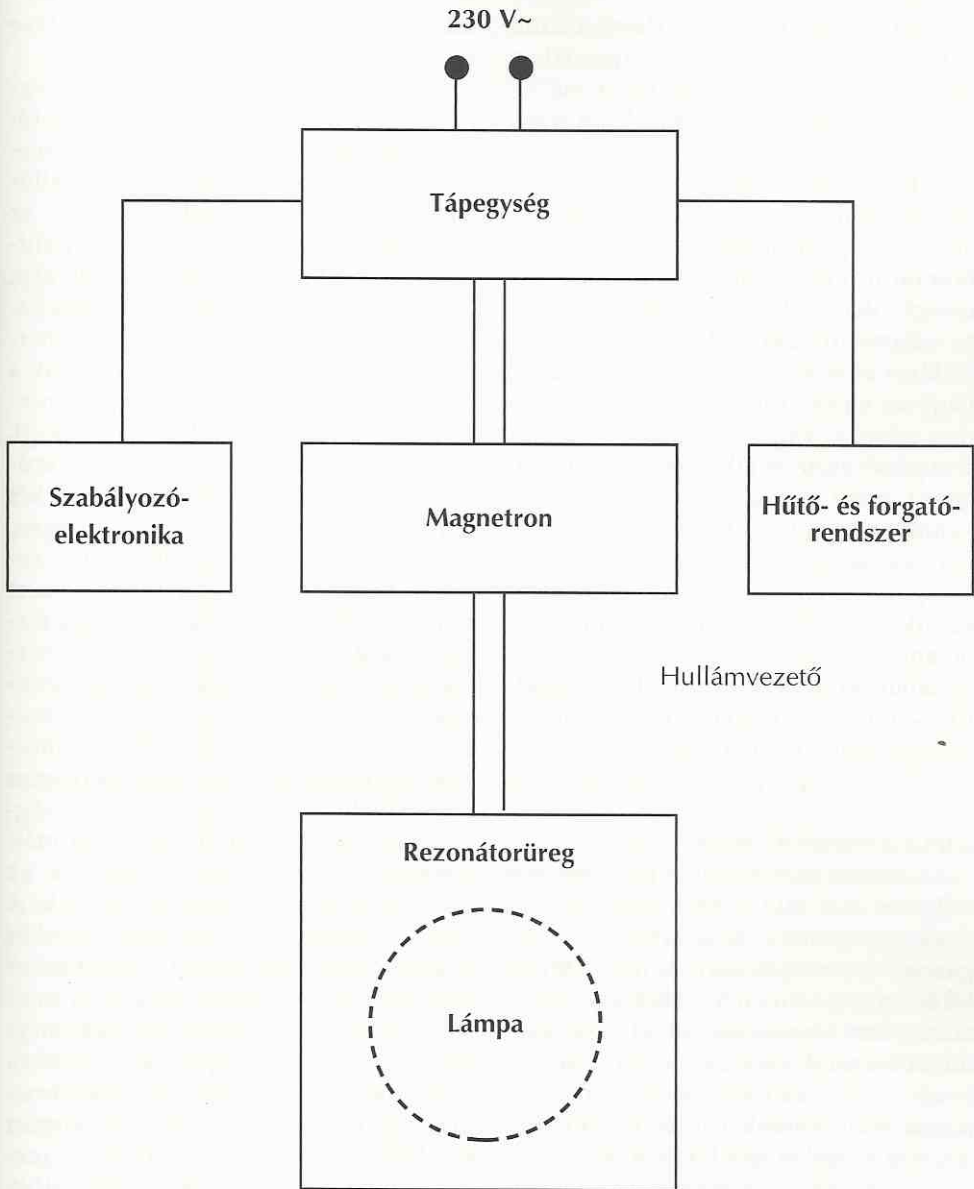 230 V~
Tápegység
Szabályozó-
elektronika
Magnetron
Hűtő- és forgató-
rendszer
Hullámvezető
Rezonátorüreg
Lámpa